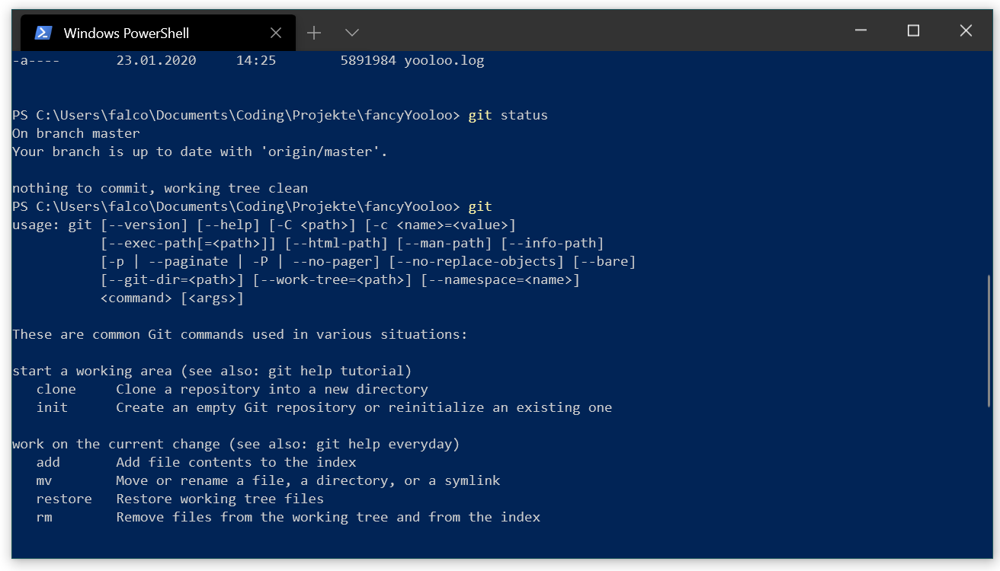 Windows PowerShell
-a----       23.01.2020     14:25        5891984 yooloo.log
PS C:\Users\falco\Documents\Coding\Projekte\fancyYooloo> git status
On branch master
Your branch is up to date with 'origin/master'.
nothing to commit, working tree clean
PS C:\Users\falco\Documents\Coding\Projekte\fancyYooloo> git
usage: git [--version] [--help] [-C <path>] [-c <name>=<value>]
           [--exec-path[=<path>]] [--html-path] [--man-path] [--info-path]
           [-p | --paginate | -P | --no-pager] [--no-replace-objects] [--bare]
           [--git-dir=<path>] [--work-tree=<path>] [--namespace=<name>]
           <command> [<args>]
These are common Git commands used in various situations:
start a working area (see also: git help tutorial)
   clone     Clone a repository into a new directory
   init      Create an empty Git repository or reinitialize an existing one
work on the current change (see also: git help everyday)
   add       Add file contents to the index
   mv        Move or rename a file, a directory, or a symlink
   restore   Restore working tree files
   rm        Remove files from the working tree and from the index